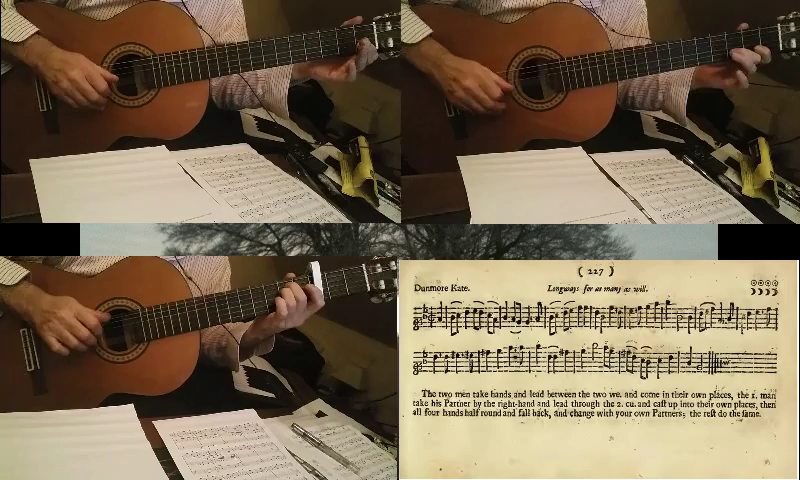 ( 227 )
Dunmore Kate.
Longways for as many as will.
The two men take hands and lead between the two we. and come in their own places, the 1. man
take his Partner by the right-hand and lead through the 2. cu. and cast up into their own places, then
all four hands half round and fall back, and change with your own Partners; the rest do the same.